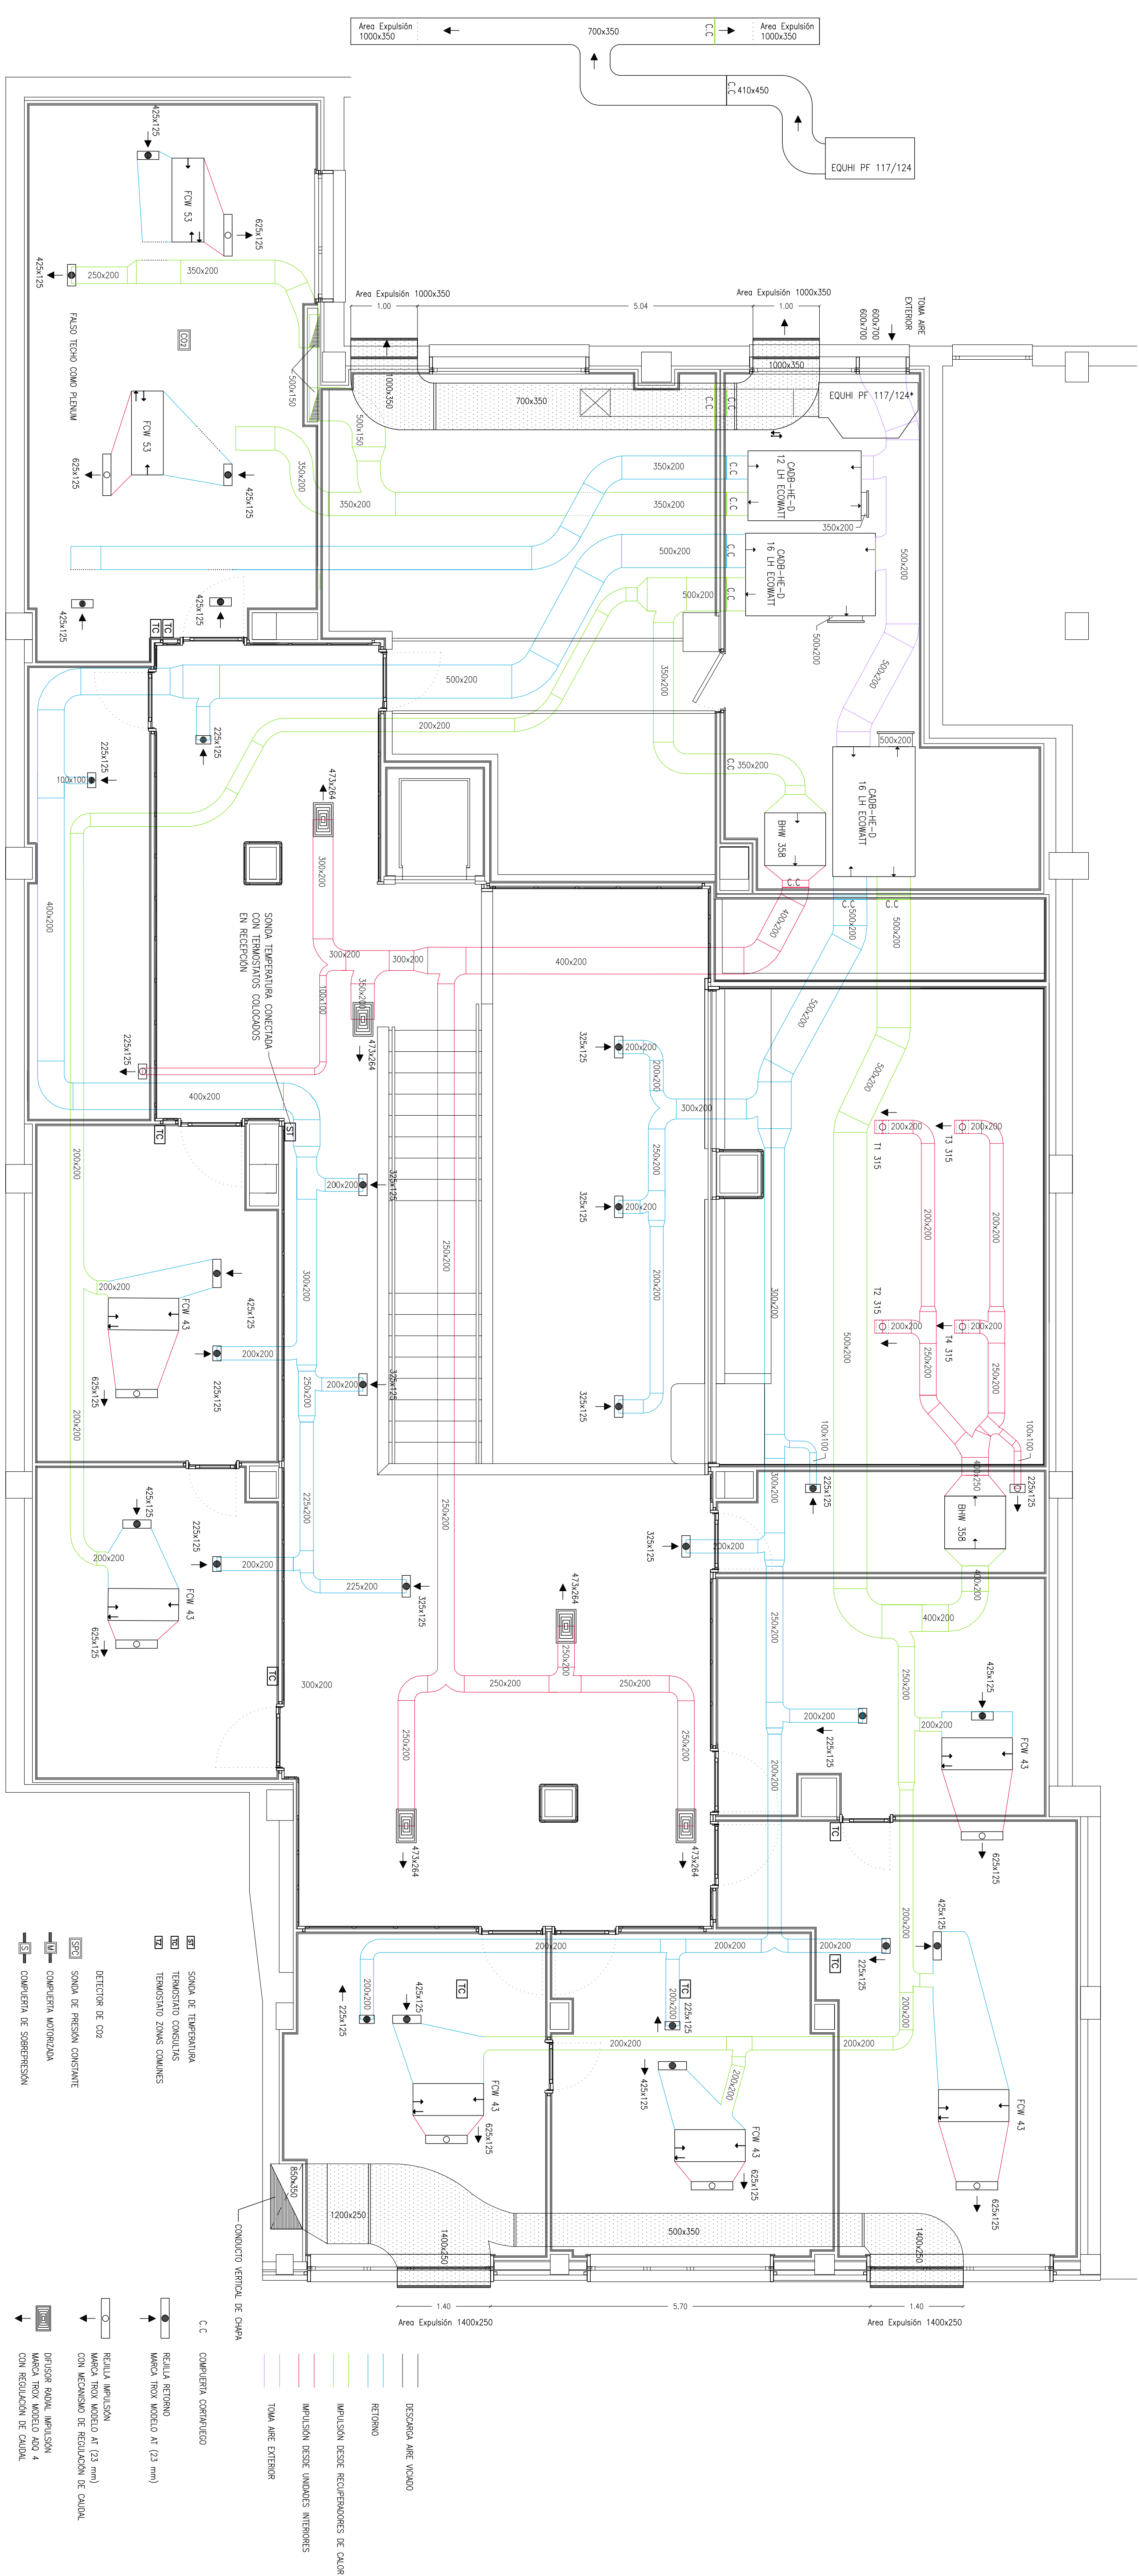 Area Expulsión
1000x350
700x350
C.C
Area Expulsión
1000x350
C.C 410x450
EQUHI PF 117/124
425x125
FCW 53
625x125
425x125
250x200
350x200
FALSO TECHO COMO PLENUM
CO2
500x150
FCW 53
625x125
425x125
425x125
425x125
TC
TC
Area Expulsión 1000x350
1.00
5.04
Area Expulsión 1000x350
1.00
TOMA AIRE
EXTERIOR
600x700
600x700
1000x350
700x350
1000x350
C.C
C.C
EQUHI PF 117/124*
500x150
350x200
350x200
350x200
C.C
350x200
C.C
CADB-HE-D
12 LH ECOWATT
350x200
500x200
500x200
C.C
500x200
C.C
CADB-HE-D
16 LH ECOWATT
500x200
500x200
350x200
500x200
200x200
225x125
225x125
100x100
C.C 350x200
500x200
CADB-HE-D
16 LH ECOWATT
BHW 358
C.C
400x200
C.C
500x200
C.C
500x200
473x264
300x200
400x200
300x200
300x200
400x200
350x200
473x264
100x100
225x125
SONDA TEMPERATURA CONECTADA
CON TERMOSTATOS COLOCADOS
EN RECEPCIÓN
400x200
TC
ST
500x200
500x200
325x125
200x200
200x200
300x200
250x200
325x125
200x200
325x125
T1 315
200x200
T3 315
200x200
200x200
200x200
T2 315
200x200
T4 315
200x200
250x200
250x200
100x100
225x125
400x250
BHW 358
400x200
400x200
500x200
300x200
100x100
225x125
300x200
325x125
200x200
200x200
325x125
300x200
250x200
200x200
200x200
FCW 43
425x125
200x200
225x125
625x125
250x200
200x200
325x125
200x200
225x200
425x125
225x125
200x200
200x200
FCW 43
625x125
225x200
325x125
TC
300x200
250x200
473x264
250x200
250x200
250x200
250x200
250x200
473x264
473x264
325x125
200x200
250x200
200x200
225x125
200x200
250x200
200x200
425x125
FCW 43
625x125
TC
425x125
TC
200x200
225x125
200x200
200x200
200x200
200x200
225x125
425x125
TC
TC
200x200
225x125
200x200
200x200
200x200
425x125
FCW 43
625x125
FCW 43
625x125
FCW 43
625x125
850x350
1200x250
1400x250
500x350
1400x250
CONDUCTO VERTICAL DE CHAPA
1.40
5.70
1.40
Area Expulsión 1400x250
Area Expulsión 1400x250
ST
SONDA DE TEMPERATURA
TC
TERMOSTATO CONSULTAS
TZ
TERMOSTATO ZONAS COMUNES
DETECTOR DE CO2
SPC
SONDA DE PRESIÓN CONSTANTE
M
COMPUERTA MOTORIZADA
S
COMPUERTA DE SOBREPRESIÓN
C.C
COMPUERTA CORTAFUEGO
REJILLA RETORNO
MARCA TROX MODELO AT (23 mm)
REJILLA IMPULSIÓN
MARCA TROX MODELO AT (23 mm)
CON MECANISMO DE REGULACIÓN DE CAUDAL
DIFUSOR RADIAL IMPULSIÓN
MARCA TROX MODELO ADQ 4
CON REGULACIÓN DE CAUDAL
DESCARGA AIRE VICIADO
RETORNO
IMPULSIÓN DESDE RECUPERADORES DE CALOR
IMPULSIÓN DESDE UNIDADES INTERIORES
TOMA AIRE EXTERIOR